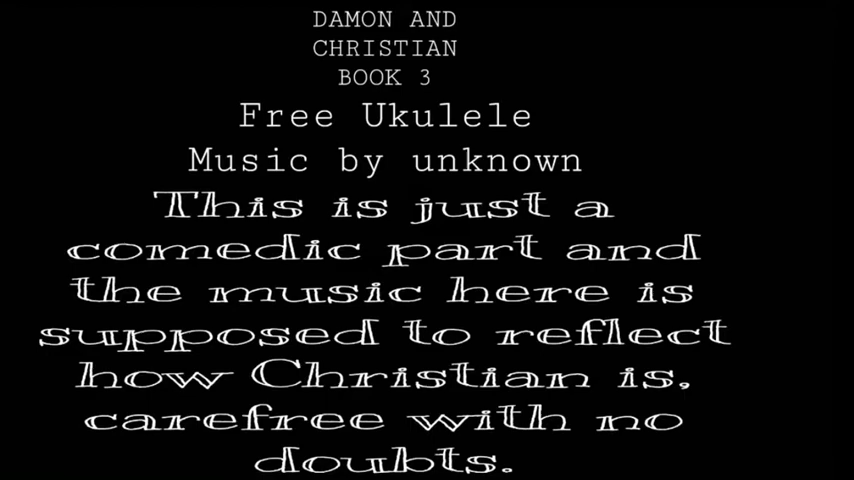 DAMON AND
CHRISTIAN
BOOK 3
Free Ukulele
Music by unknown
This is just a
comedic part and
the music here is
supposed to reflect
how Christian is,
carefree with no
doubts.